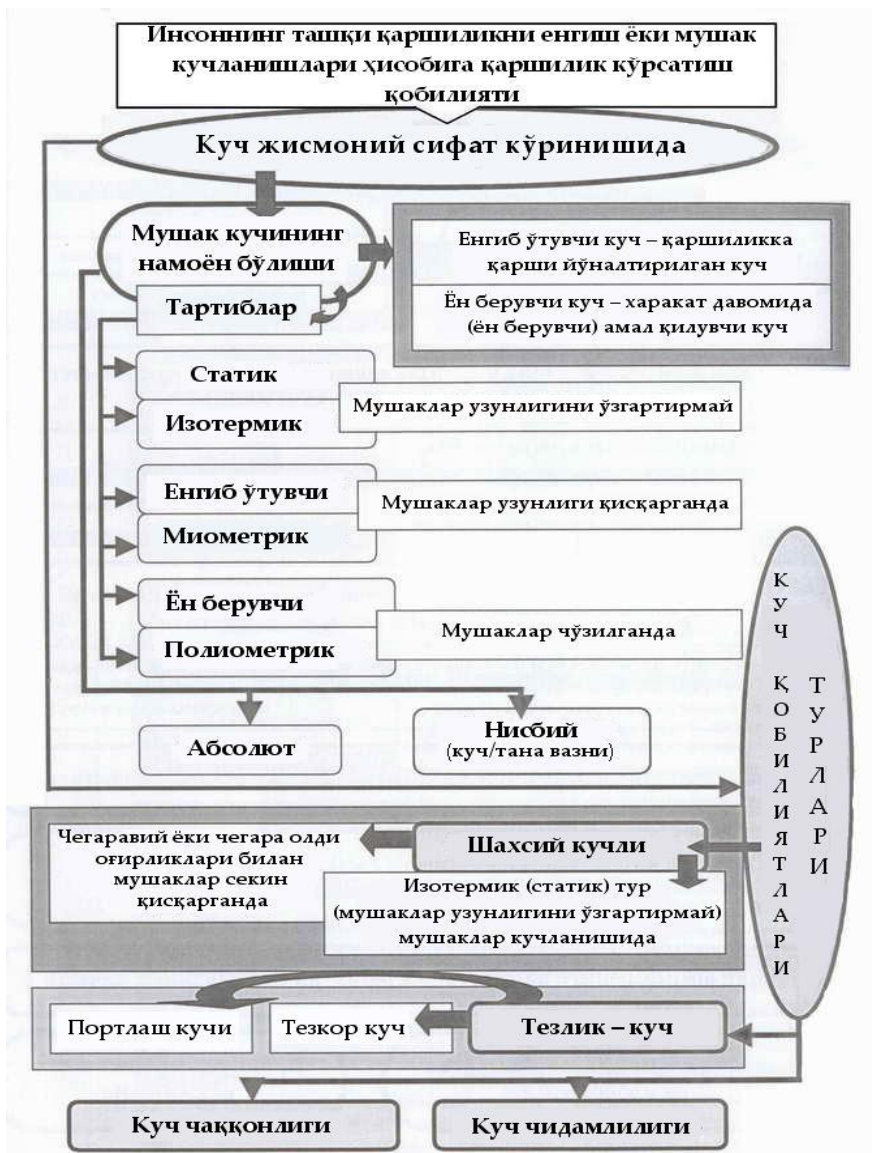 Инсоннинг ташқи қаршиликни енгиш ёки мушак
кучланишлари ҳисобига қаршилик кўрсатиш
қобилияти
Куч жисмоний сифат кўринишида
Мушак кучининг
намоён бўлиши
Тартиблар
Енгиб ўтувчи куч – қаршиликка
қарши йўналтирилган куч
Ён берувчи куч – харакат давомида
(ён берувчи) амал қилувчи куч
Статик
Изотермик
Мушаклар узунлигини ўзгартирмай
Енгиб ўтувчи
Миометрик
Мушаклар узунлиги қисқарганда
Ён берувчи
Полиометрик
Мушаклар чўзилганда
Абсолют
Нисбий
(куч/тана вазни)
КУЧ ҚОБИЛИЯТЛАРИ
ТУРЛАРИ
Шахсий кучли
Чегаравий ёки чегара олди
оғирликлари билан
мушаклар секин
қисқарганда
Изотермик (статик) тур
(мушаклар узунлигини ўзгартирмай)
мушаклар кучланишида
Портлаш кучи
Тезкор куч
Тезлик – куч
Куч чаққонлиги
Куч чидамлилиги